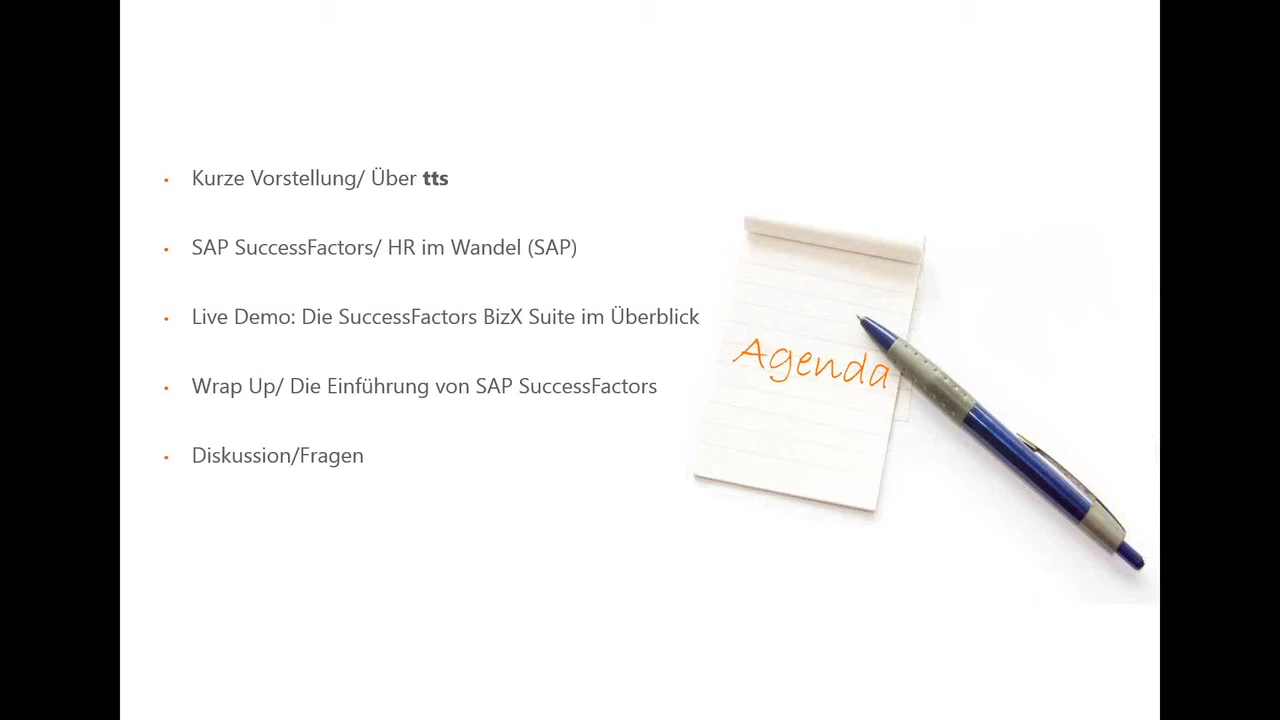 Kurze Vorstellung/ Über tts
SAP SuccessFactors/ HR im Wandel (SAP)
Live Demo: Die SuccessFactors BizX Suite im Überblick
Wrap Up/ Die Einführung von SAP SuccessFactors
Diskussion/Fragen
Agenda